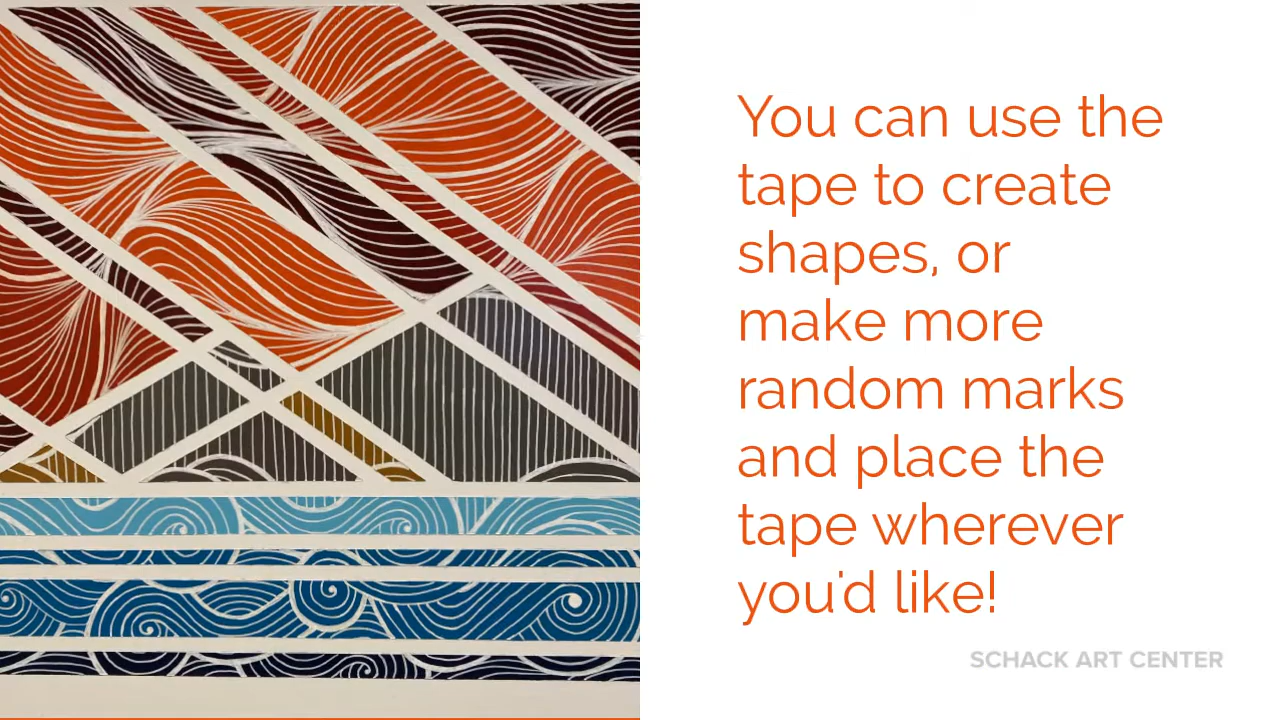 You can use the
tape to create
shapes, or
make more
random marks
and place the
tape wherever
you'd like!
SCHACK ART CENTER